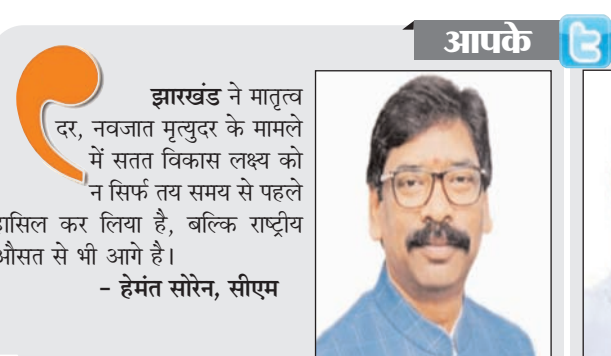 आपके
झारखंड ने मातृत्व
दर, नवजात मृत्युदर के मामले
में सतत विकास लक्ष्य को
न सिर्फ तय समय से पहले
हासिल कर लिया है, बल्कि राष्ट्रीय
औसत से भी आगे है।
- हेमंत सोरेन, सीएम